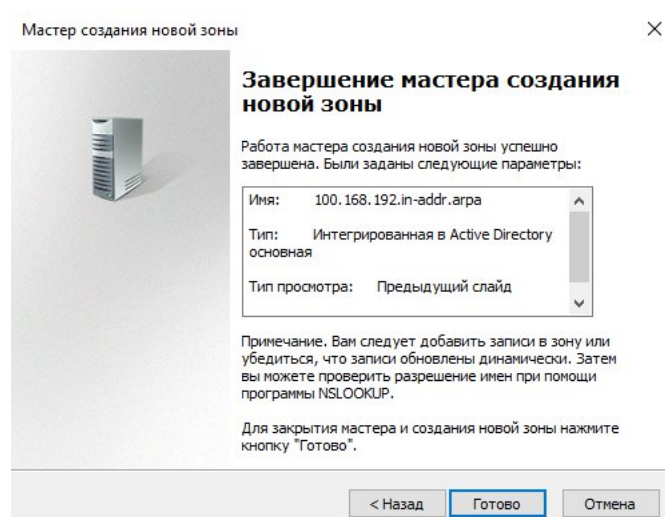 Мастер создания новой зоны
Завершение мастера создания
новой зоны
Работа мастера создания новой зоны успешно
завершена. Были заданы следующие параметры:
Имя: 100.168.192.in-addr.arpa
Тип: Интегрированная в Active Directory
основная
Тип просмотра: Предыдущий слайд
Примечание. Вам следует добавить записи в зону или
убедиться, что записи обновлены динамически. Затем
вы можете проверить разрешение имен при помощи
программы NSLOOKUP.
Для закрытия мастера и создания новой зоны нажмите
кнопку "Готово".
< Назад Готово Отмена